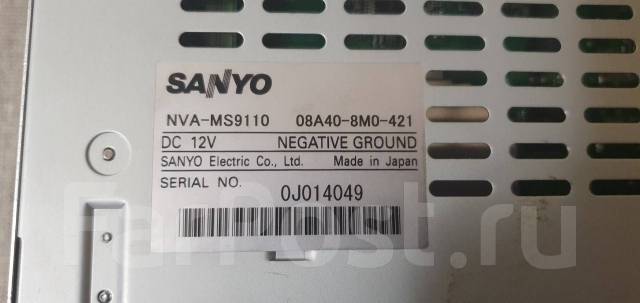 SANYO
NVA-MS9110 08A40-8M0-421
DC 12V NEGATIVE GROUND
SANYO Electric Co., Ltd. Made in Japan
SERIAL NO. 0J014049
FarPost.ru